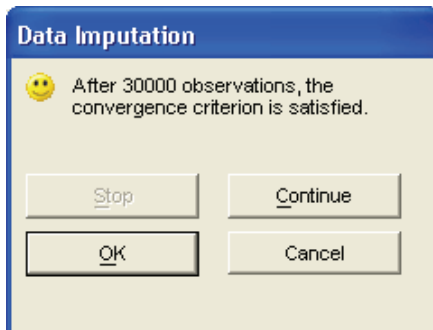 Data Imputation
After 30000 observations, the
convergence criterion is satisfied.
Stop
Continue
OK
Cancel